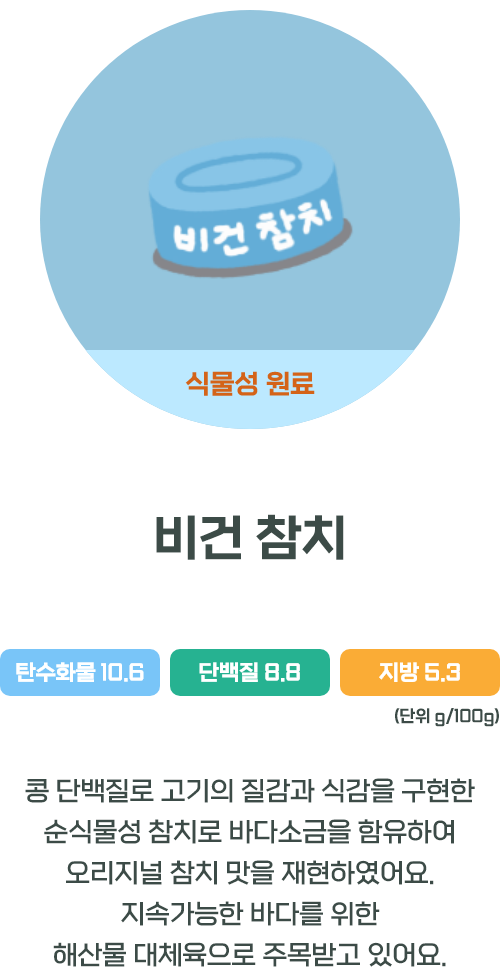 비건 참치
식물성 원료
비건 참치
탄수화물 10.6 단백질 8.8 지방 5.3
(단위 g/100g)
콩 단백질로 고기의 질감과 식감을 구현한
순식물성 참치로 바다소금을 함유하여
오리지널 참치 맛을 재현하였어요.
지속가능한 바다를 위한
해산물 대체육으로 주목받고 있어요.